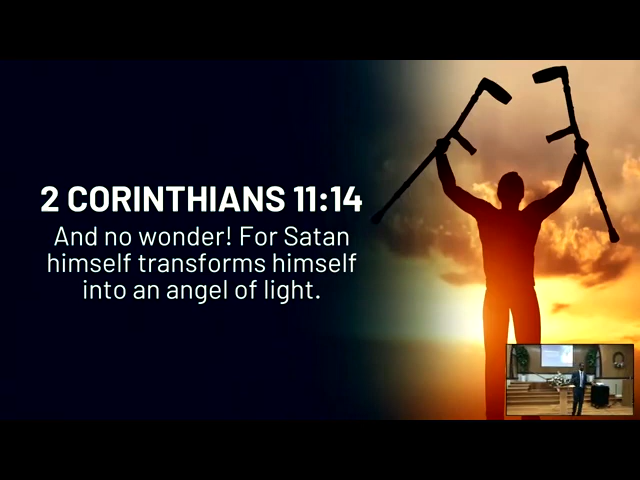 2 CORINTHIANS 11:14
And no wonder! For Satan
himself transforms himself
into an angel of light.